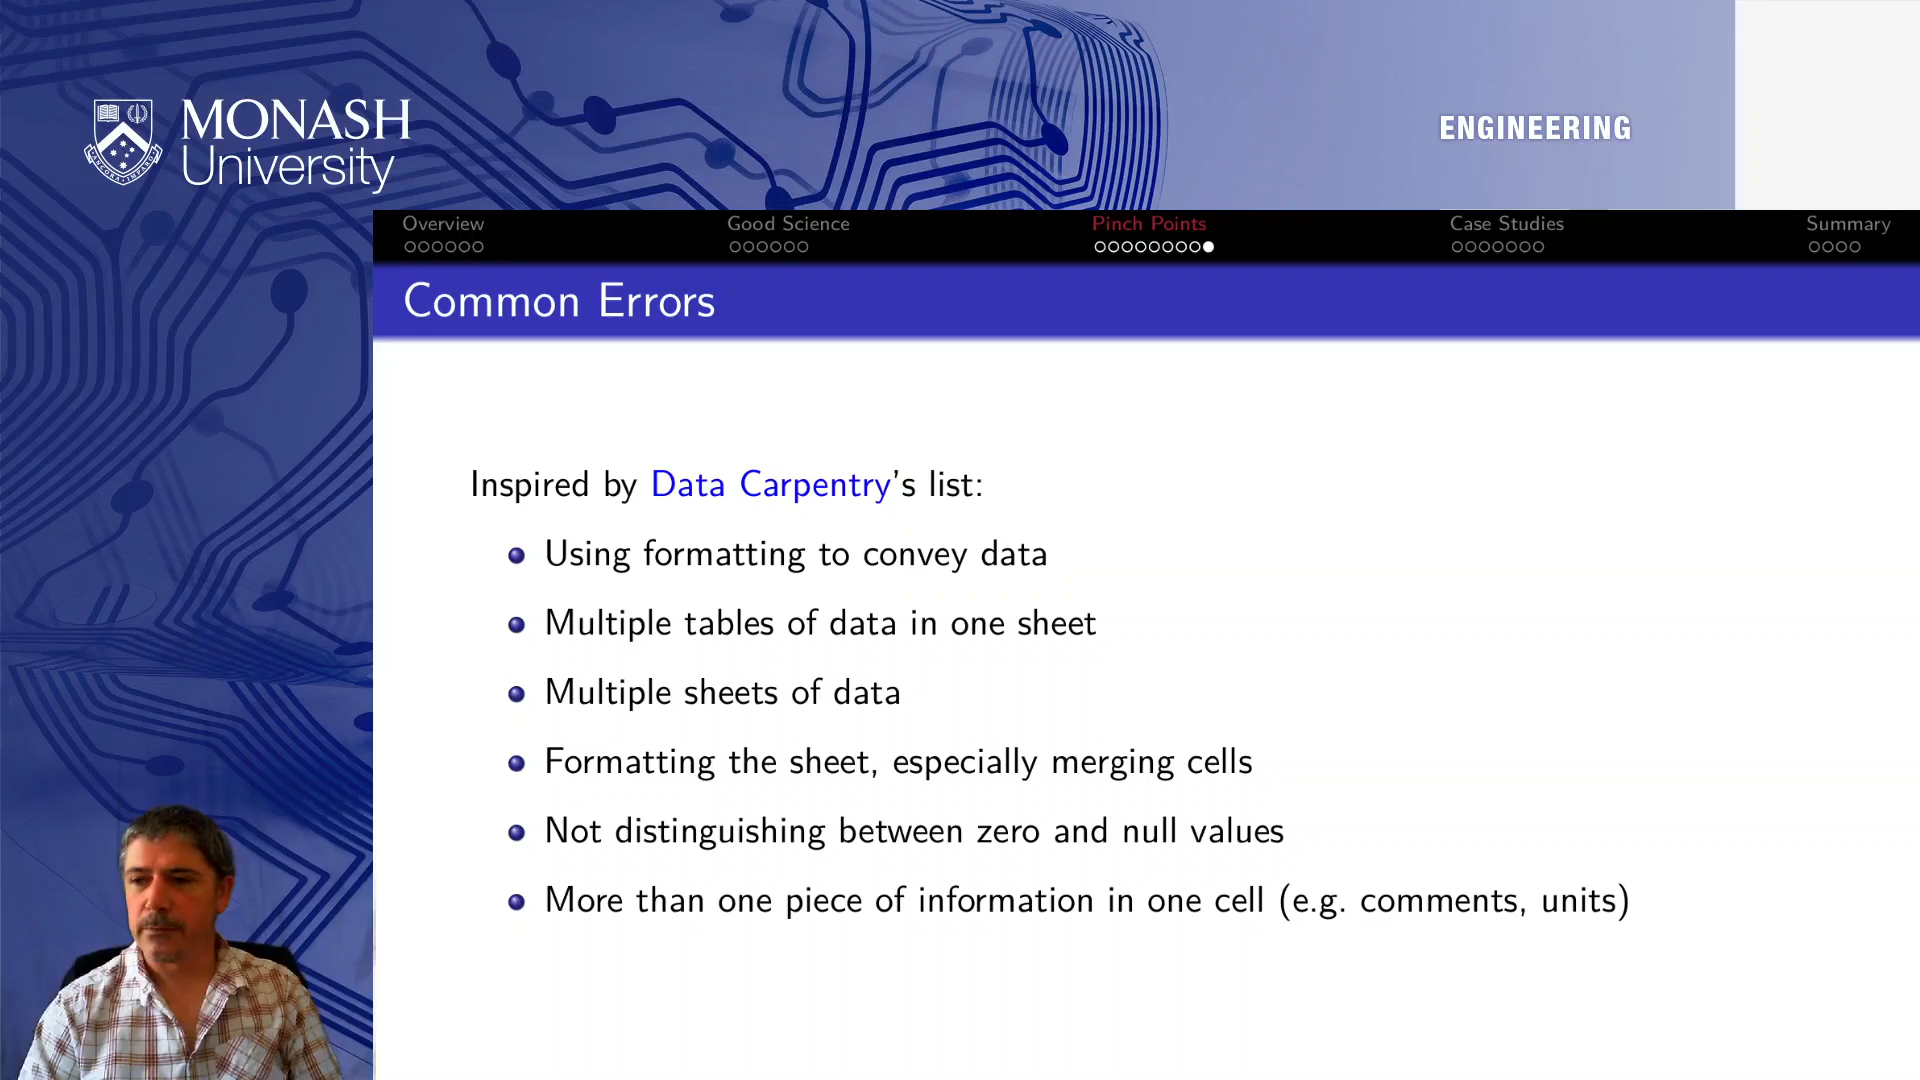 MONASH
University
ENGINEERING
Overview
Good Science
Pinch Points
Case Studies
Summary
Common Errors
Inspired by Data Carpentry's list:
Using formatting to convey data
Multiple tables of data in one sheet
Multiple sheets of data
Formatting the sheet, especially merging cells
Not distinguishing between zero and null values
More than one piece of information in one cell (e.g. comments, units)